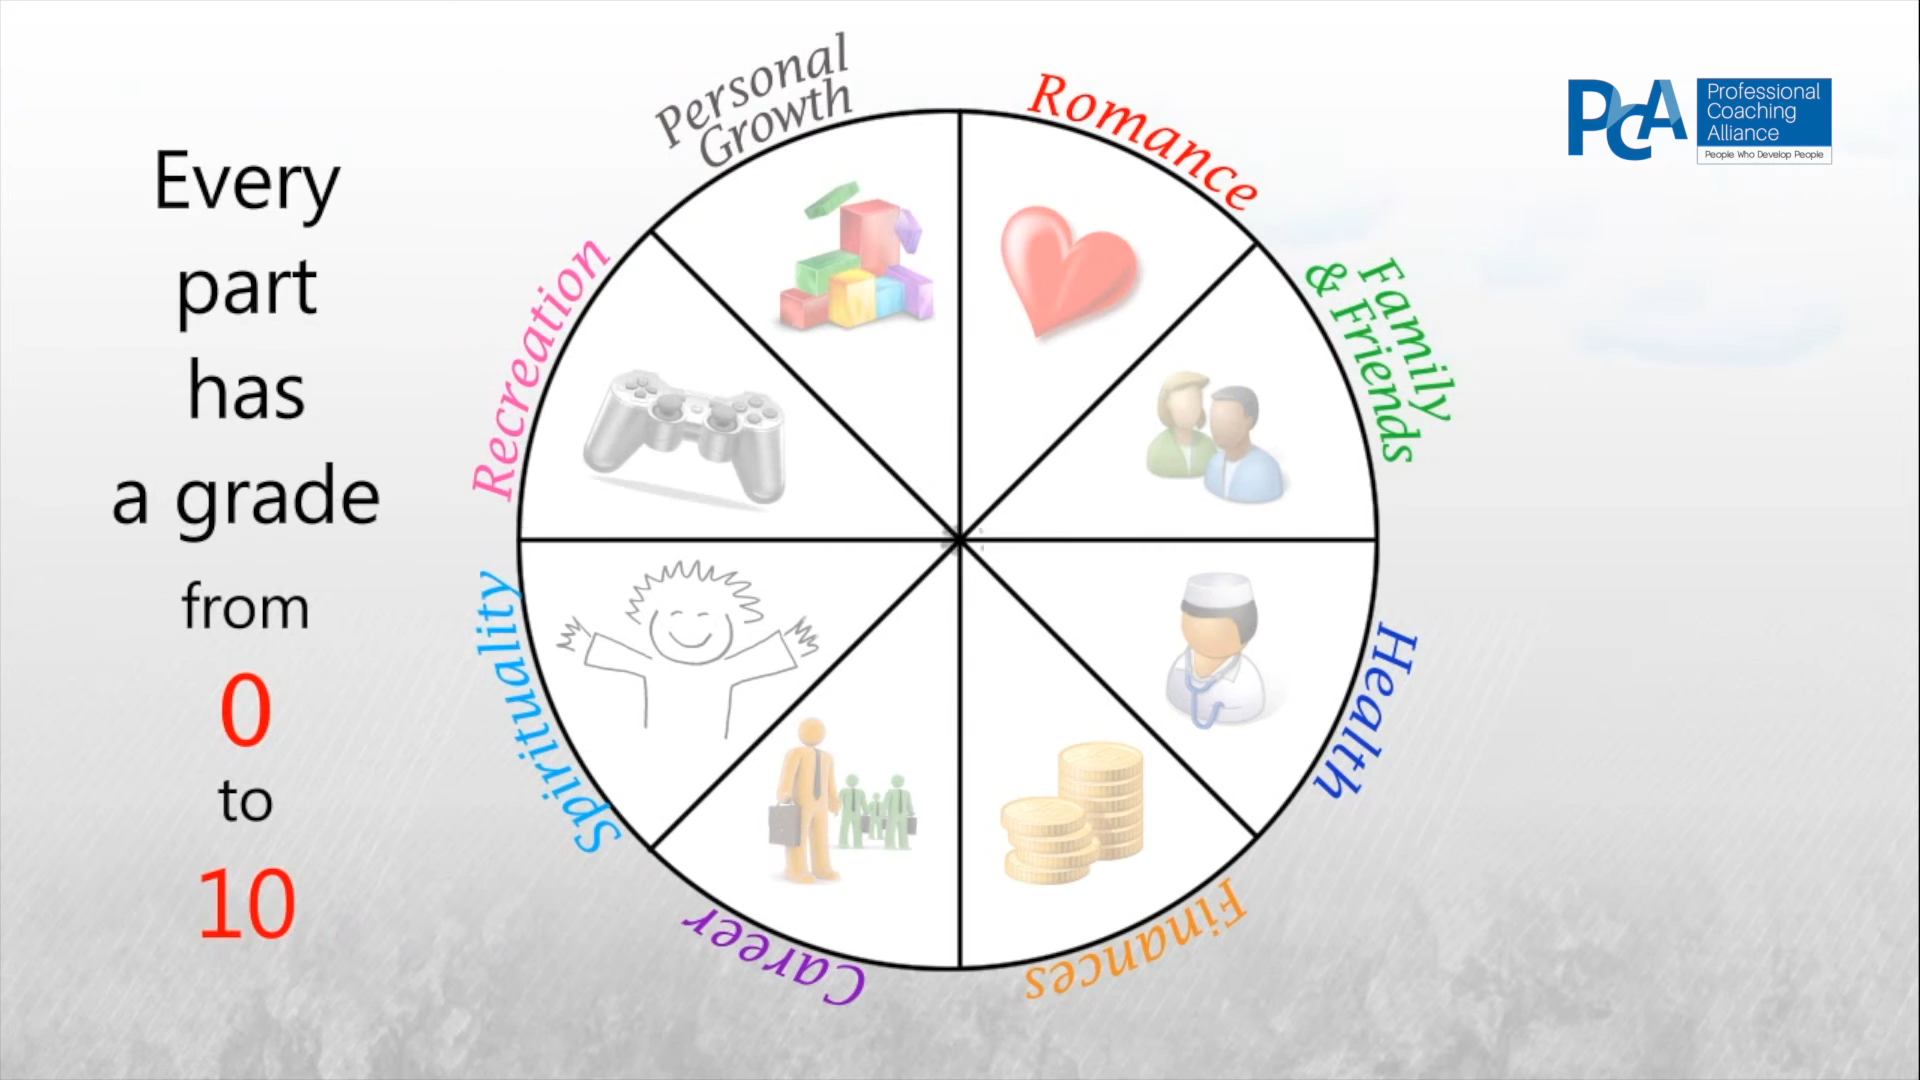 Every
part
has
a grade
from
0
to
10
Personal
Growth
Romance
Family
& Friends
Health
Finances
Career
Spirituality
Recreation
PCA
Professional
Coaching
Alliance
People Who Develop People